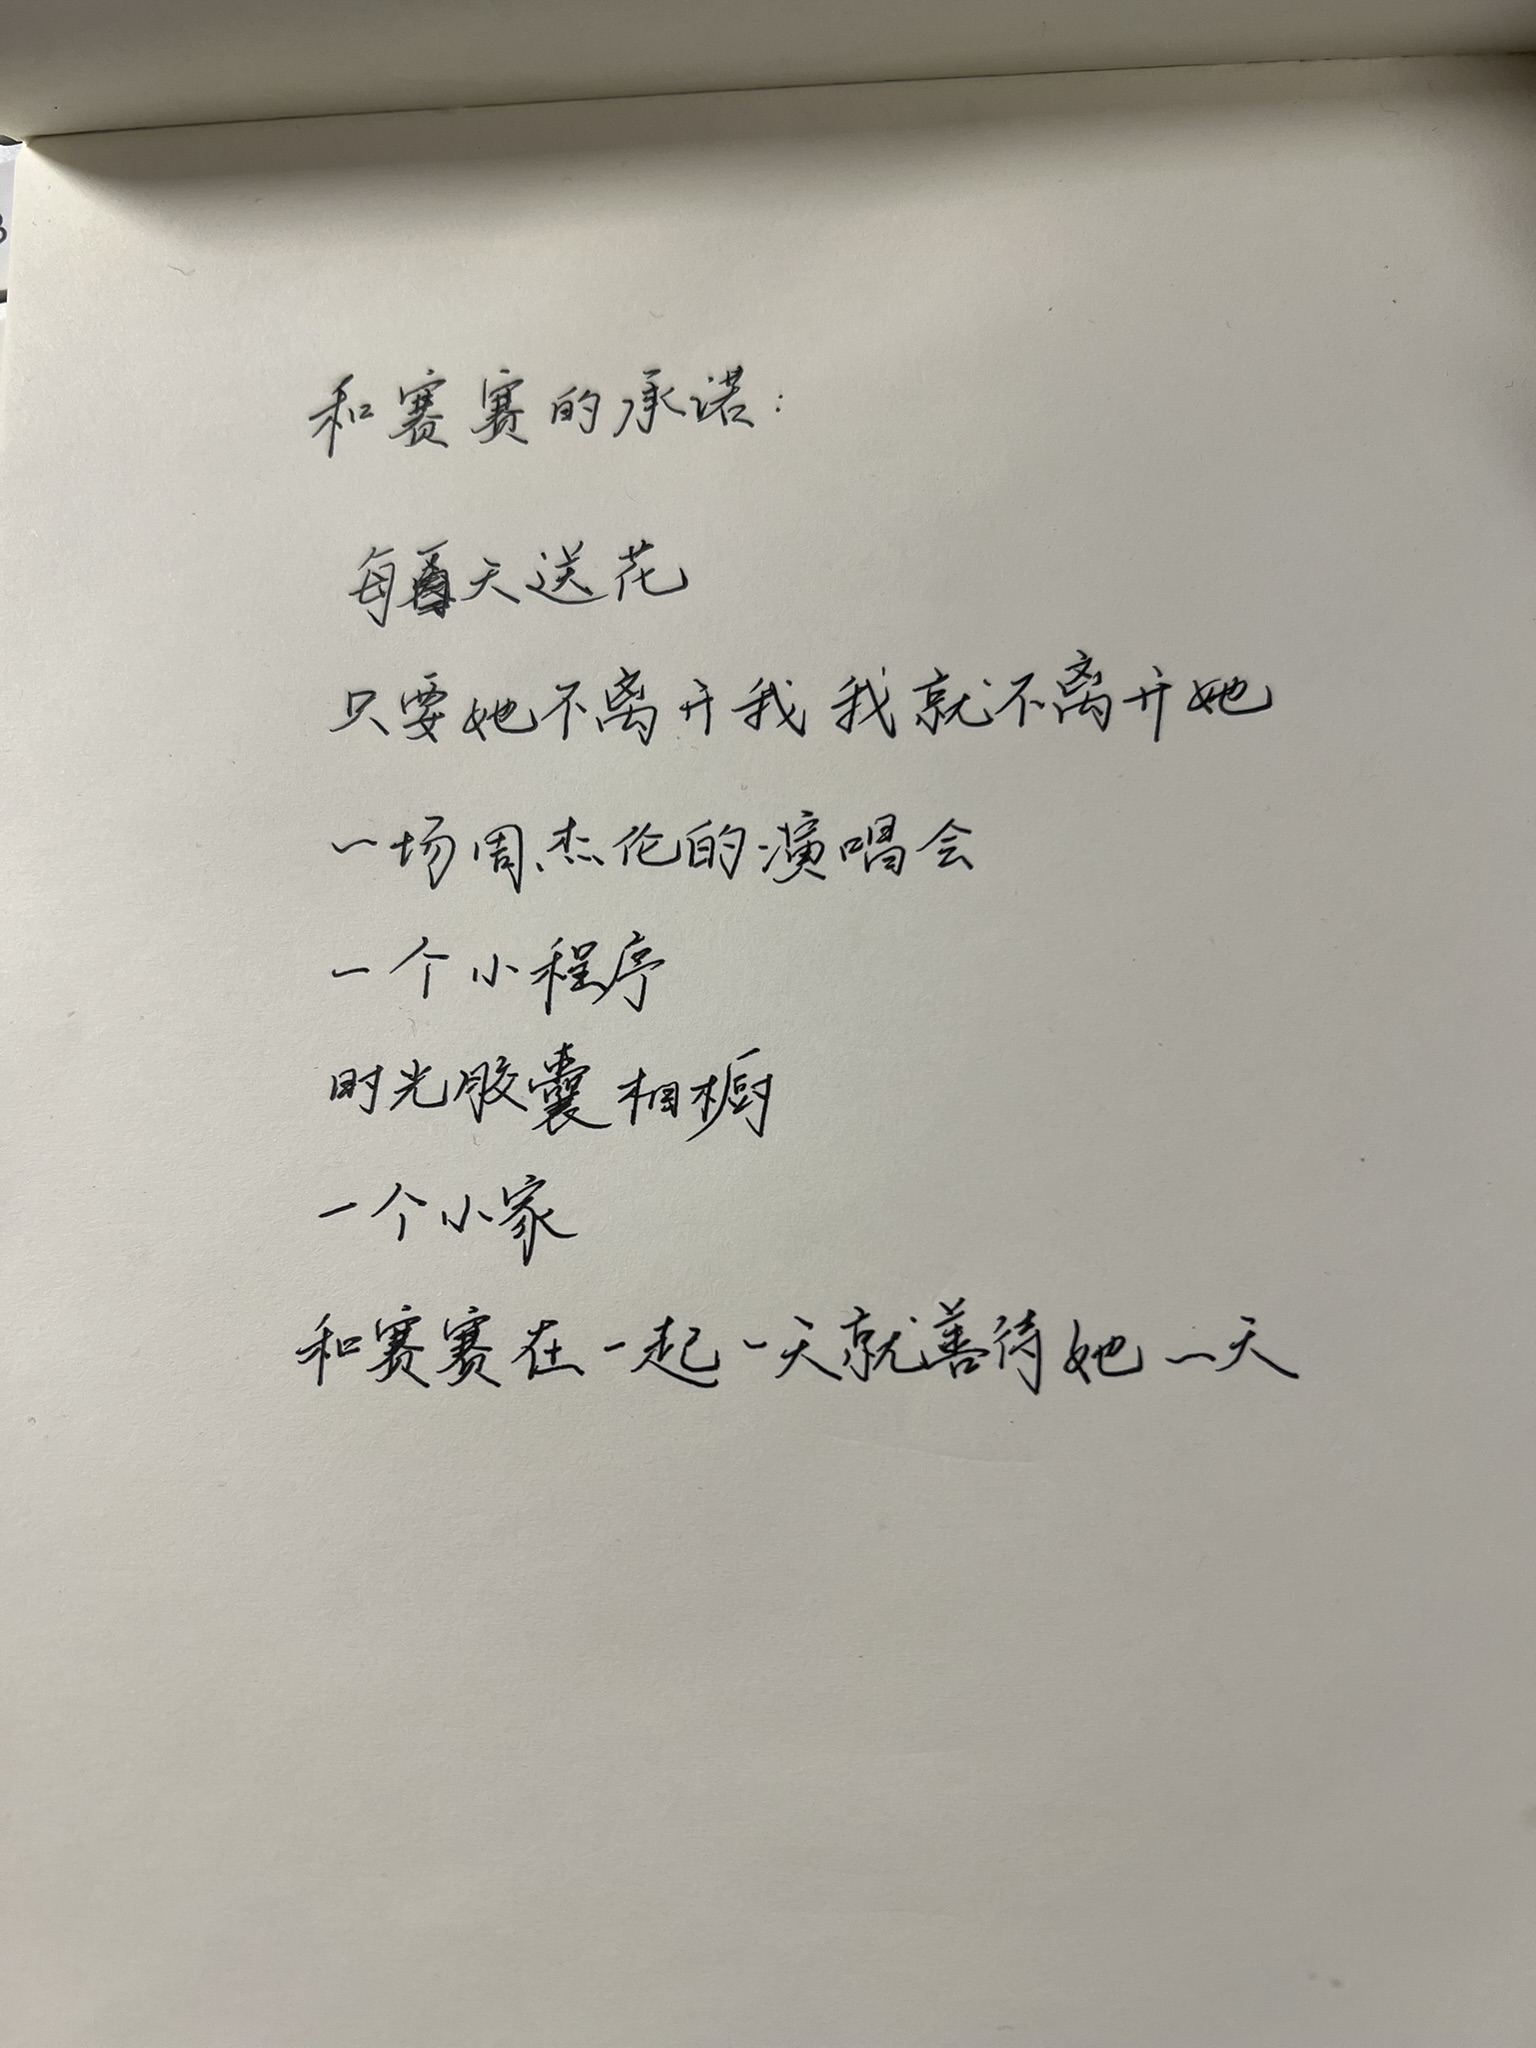 和赛赛的承诺：
每天送花
只要她不离开我我就不离开她
一场周杰伦的演唱会
一个小程序
时光胶囊相橱
一个小家
和赛赛在一起一天就善待她一天